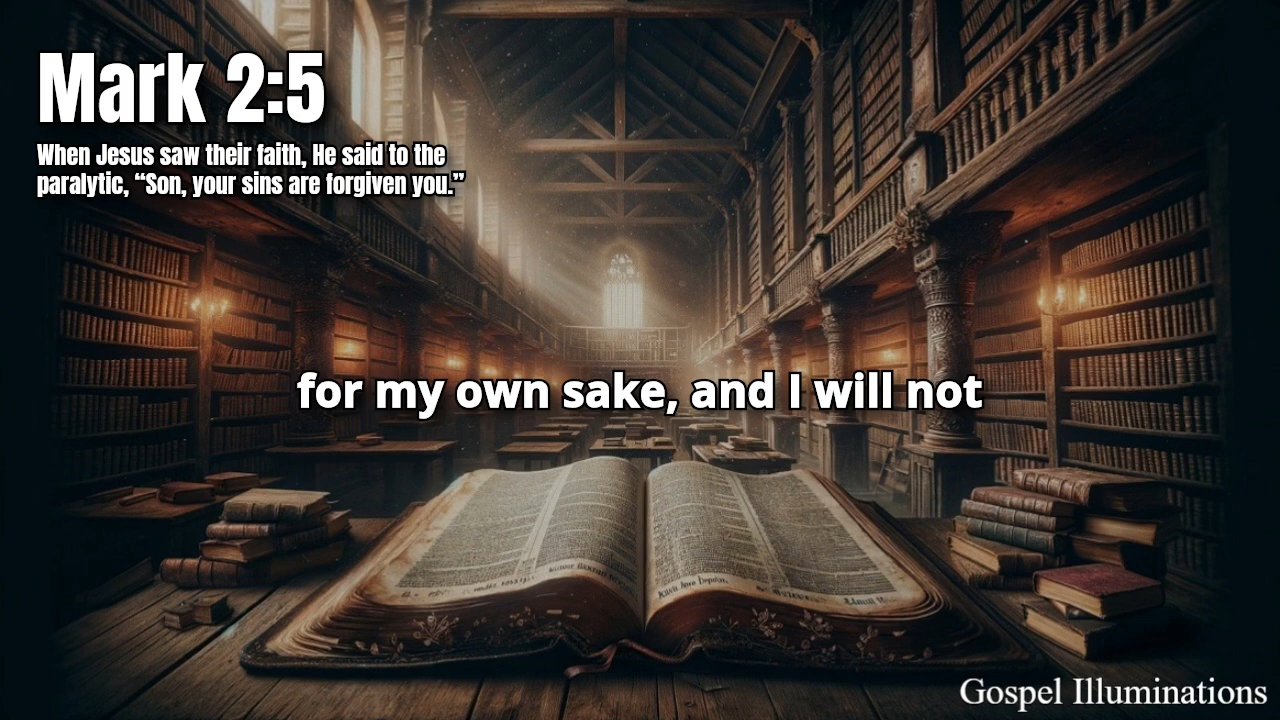 Mark 2:5
When Jesus saw their faith, He said to the
paralytic, “Son, your sins are forgiven you.”
for my own sake, and I will not
Gospel Illuminations